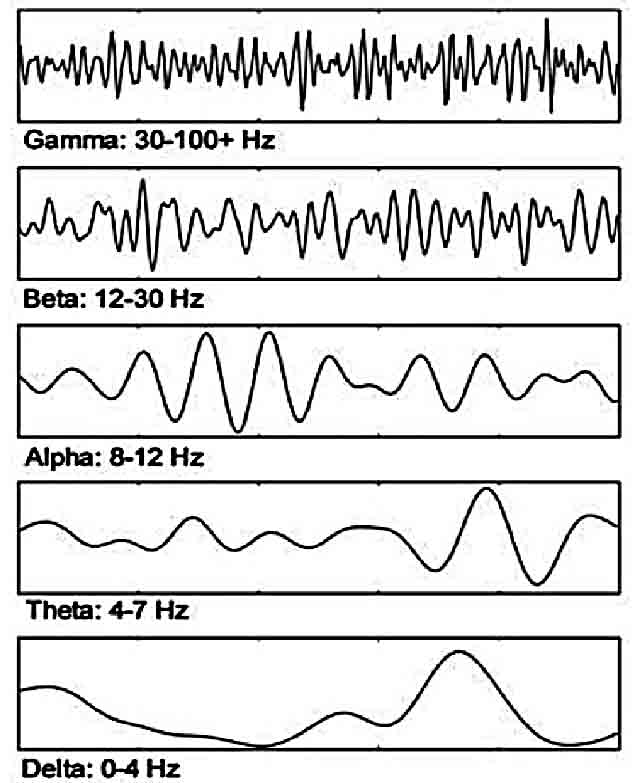 Gamma: 30-100+ Hz
Beta: 12-30 Hz
Alpha: 8-12 Hz
Theta: 4-7 Hz
Delta: 0-4 Hz